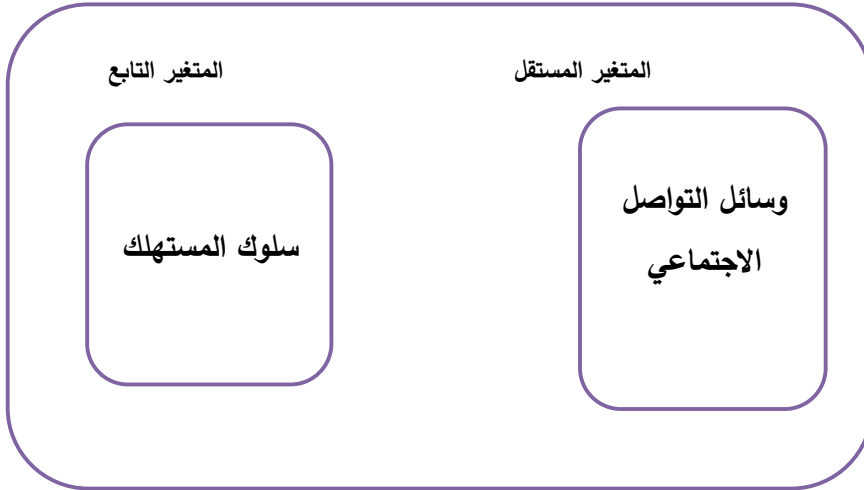 المتغير المستقل
المتغير التابع
وسائل التواصل
الاجتماعي
سلوك المستهلك